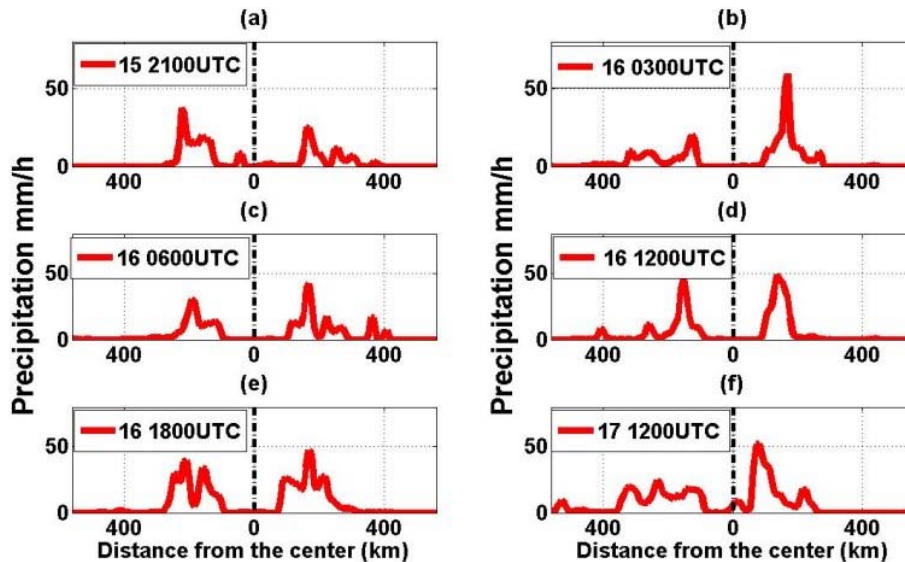 (a)
(b)
15 2100UTC
16 0300UTC
50
50
0
0
400 0 400
400 0 400
(c)
(d)
Precipitation mm/h
Precipitation mm/h
16 0600UTC
16 1200UTC
50
50
0
0
400 0 400
400 0 400
(e)
(f)
16 1800UTC
17 1200UTC
50
50
0
0
400 0 400
400 0 400
Distance from the center (km)
Distance from the center (km)